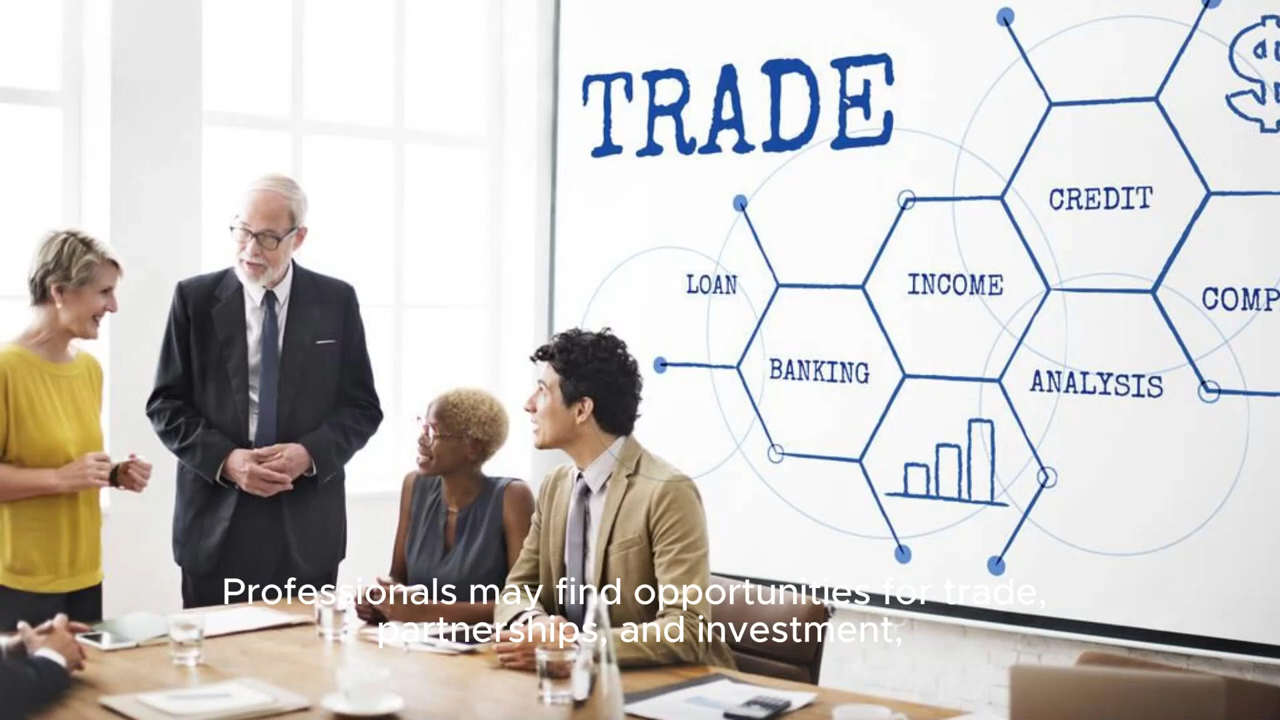 TRADE
CREDIT
LOAN
INCOME
COMP
BANKING
ANALYSIS
Professionals may find opportunities for trade,
partnerships, and investment,